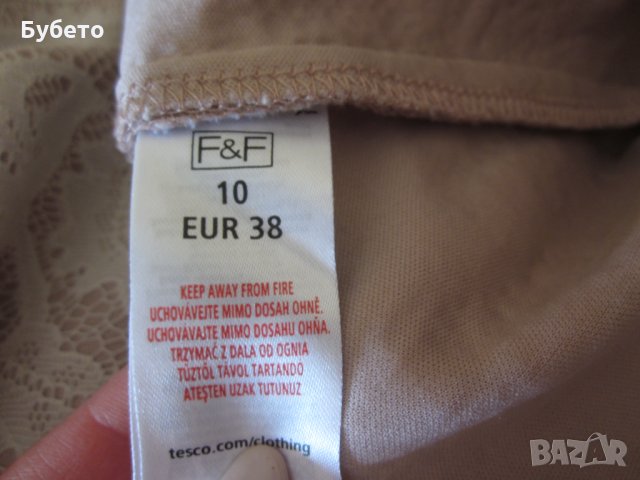 Бубето
F&F
10
EUR 38
KEEP AWAY FROM FIRE
UCHOVÁVEJTE MIMO DOSAH OHNĚ.
UCHOVÁVAJTE MIMO DOSAHU OHŇA.
TRZYMAĆ Z DALA OD OGNIA
TŰZTŐL TÁVOL TARTANDÓ
ATEŞTEN UZAK TUTUNUZ
tesco.com/clothing
BAZAR